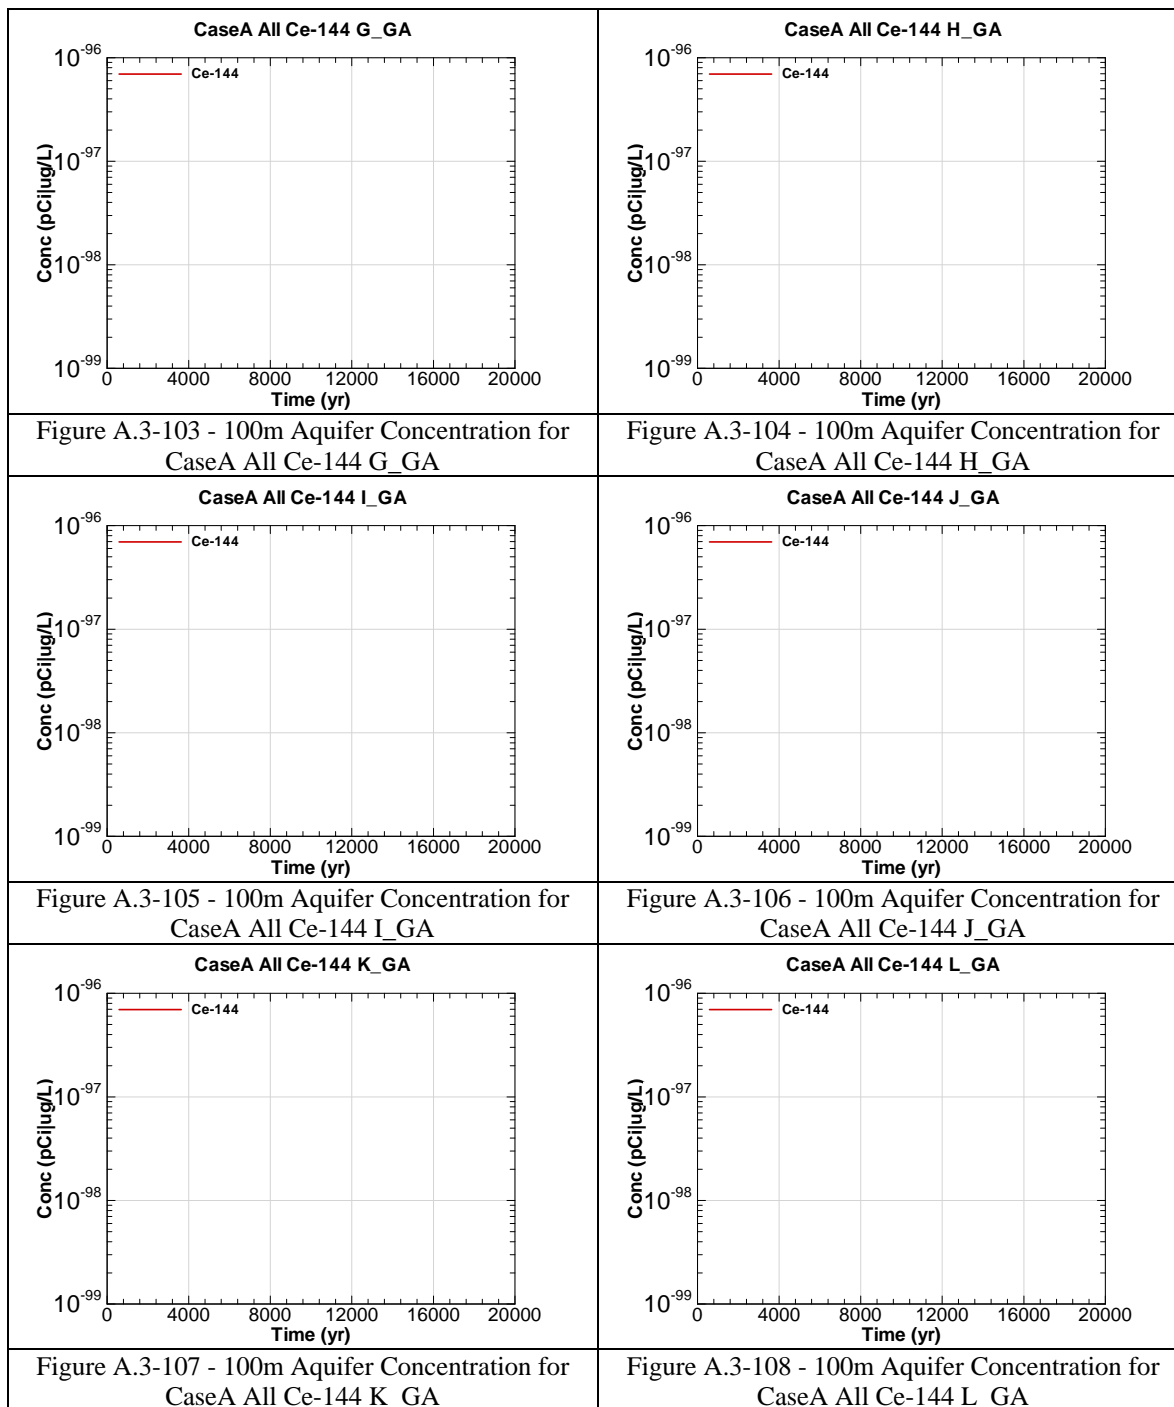 CaseA All Ce-144 G_GA
Ce-144
Conc (pCi|ug/L)
10-96
10-97
10-98
10-99
0 4000 8000 12000 16000 20000
Time (yr)
Figure A.3-103 - 100m Aquifer Concentration for
CaseA All Ce-144 G_GA
CaseA All Ce-144 H_GA
Ce-144
Conc (pCi|ug/L)
10-96
10-97
10-98
10-99
0 4000 8000 12000 16000 20000
Time (yr)
Figure A.3-104 - 100m Aquifer Concentration for
CaseA All Ce-144 H_GA
CaseA All Ce-144 I_GA
Ce-144
Conc (pCi|ug/L)
10-96
10-97
10-98
10-99
0 4000 8000 12000 16000 20000
Time (yr)
Figure A.3-105 - 100m Aquifer Concentration for
CaseA All Ce-144 I_GA
CaseA All Ce-144 J_GA
Ce-144
Conc (pCi|ug/L)
10-96
10-97
10-98
10-99
0 4000 8000 12000 16000 20000
Time (yr)
Figure A.3-106 - 100m Aquifer Concentration for
CaseA All Ce-144 J_GA
CaseA All Ce-144 K_GA
Ce-144
Conc (pCi|ug/L)
10-96
10-97
10-98
10-99
0 4000 8000 12000 16000 20000
Time (yr)
Figure A.3-107 - 100m Aquifer Concentration for
CaseA All Ce-144 K_GA
CaseA All Ce-144 L_GA
Ce-144
Conc (pCi|ug/L)
10-96
10-97
10-98
10-99
0 4000 8000 12000 16000 20000
Time (yr)
Figure A.3-108 - 100m Aquifer Concentration for
CaseA All Ce-144 L_GA